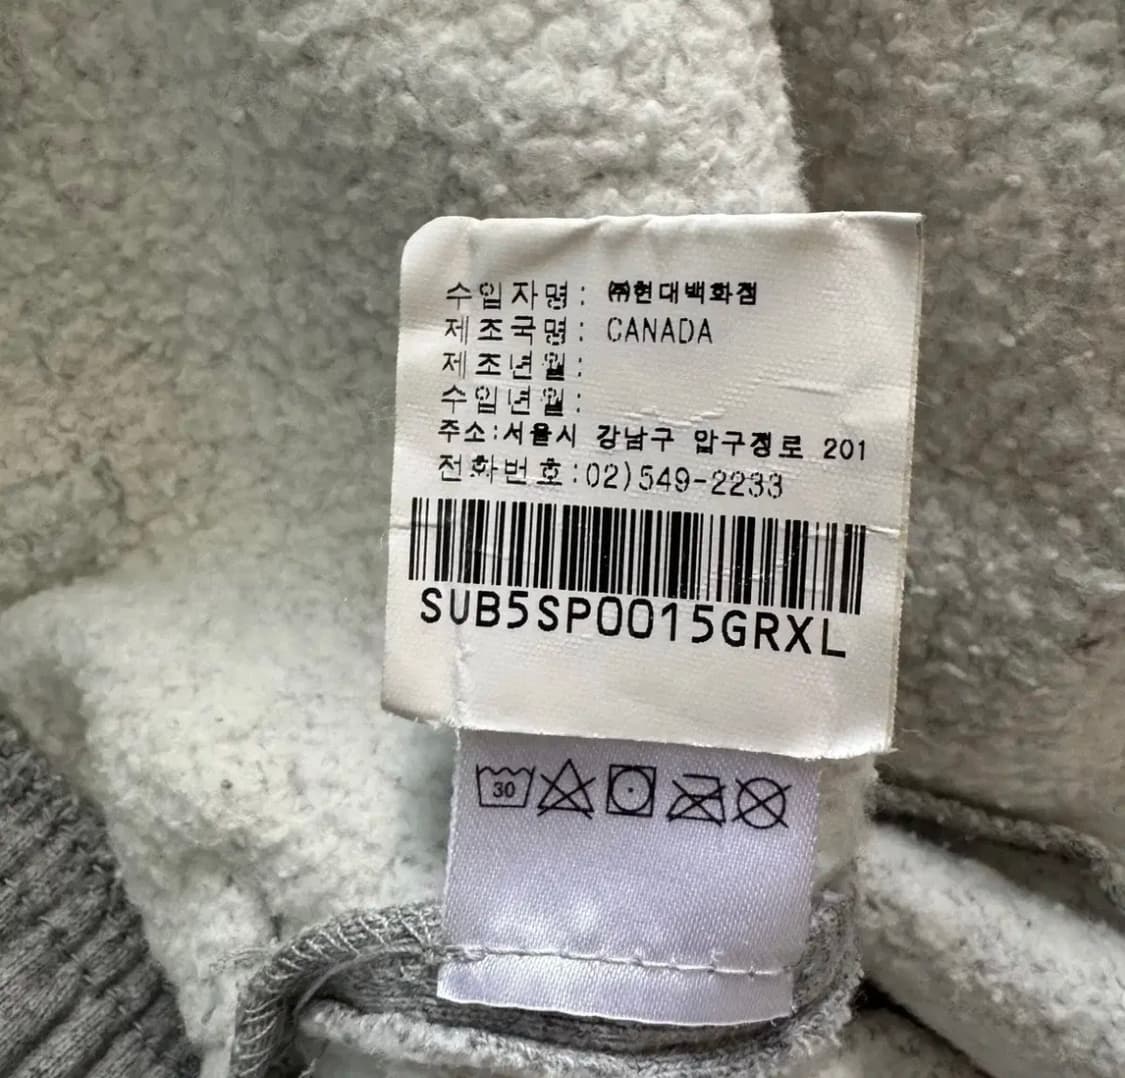 수입자명: ㈜현대백화점
제조국명: CANADA
제조년월:
수입년월:
주소:서울시 강남구 압구정로 201
전화번호:02)549-2233
SUB5SP0015GRXL
30